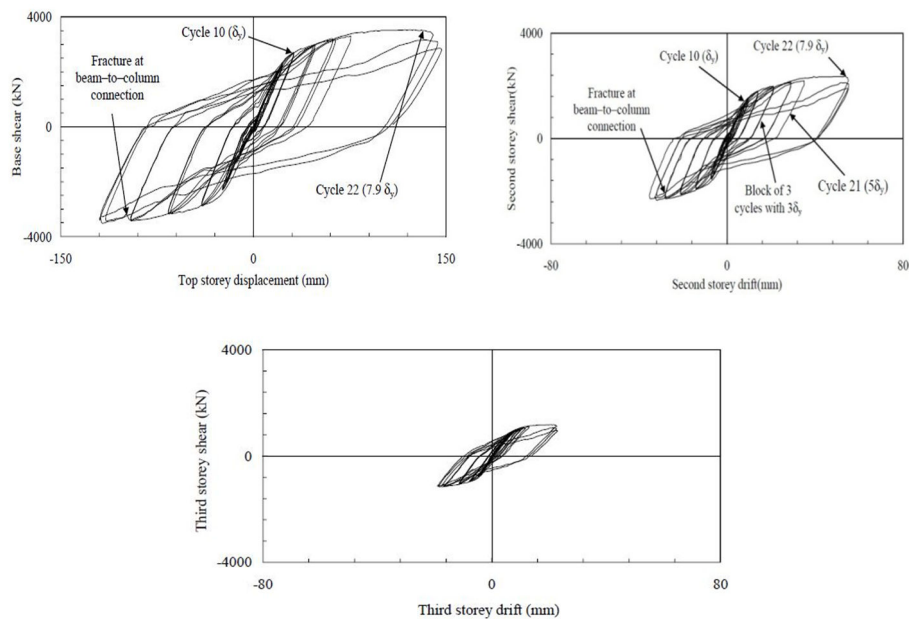 4000
Cycle 10 (δy)
Fracture at
beam–to–column
connection
Base shear (kN)
0
Cycle 22 (7.9 δy)
-4000
-150
0
150
Top storey displacement (mm)
4000
Cycle 22 (7.9 δy)
Cycle 10 (δy)
Fracture at
beam–to–column
connection
Second storey shear(kN)
0
Block of 3
cycles with 3δy
Cycle 21 (5δy)
-4000
-80
0
80
Second storey drift(mm)
4000
Third storey shear (kN)
0
-4000
-80
0
80
Third storey drift (mm)